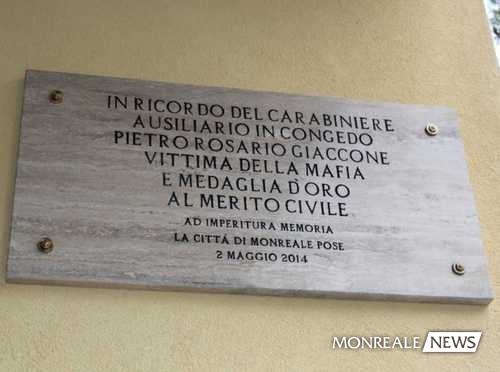 IN RICORDO DEL CARABINIERE
AUSILIARIO IN CONGEDO
PIETRO ROSARIO GIACCONE
VITTIMA DELLA MAFIA
E MEDAGLIA D'ORO
AL MERITO CIVILE
AD IMPERITURA MEMORIA
LA CITTÀ DI MONREALE POSE
2 MAGGIO 2014
MONREALE NEWS